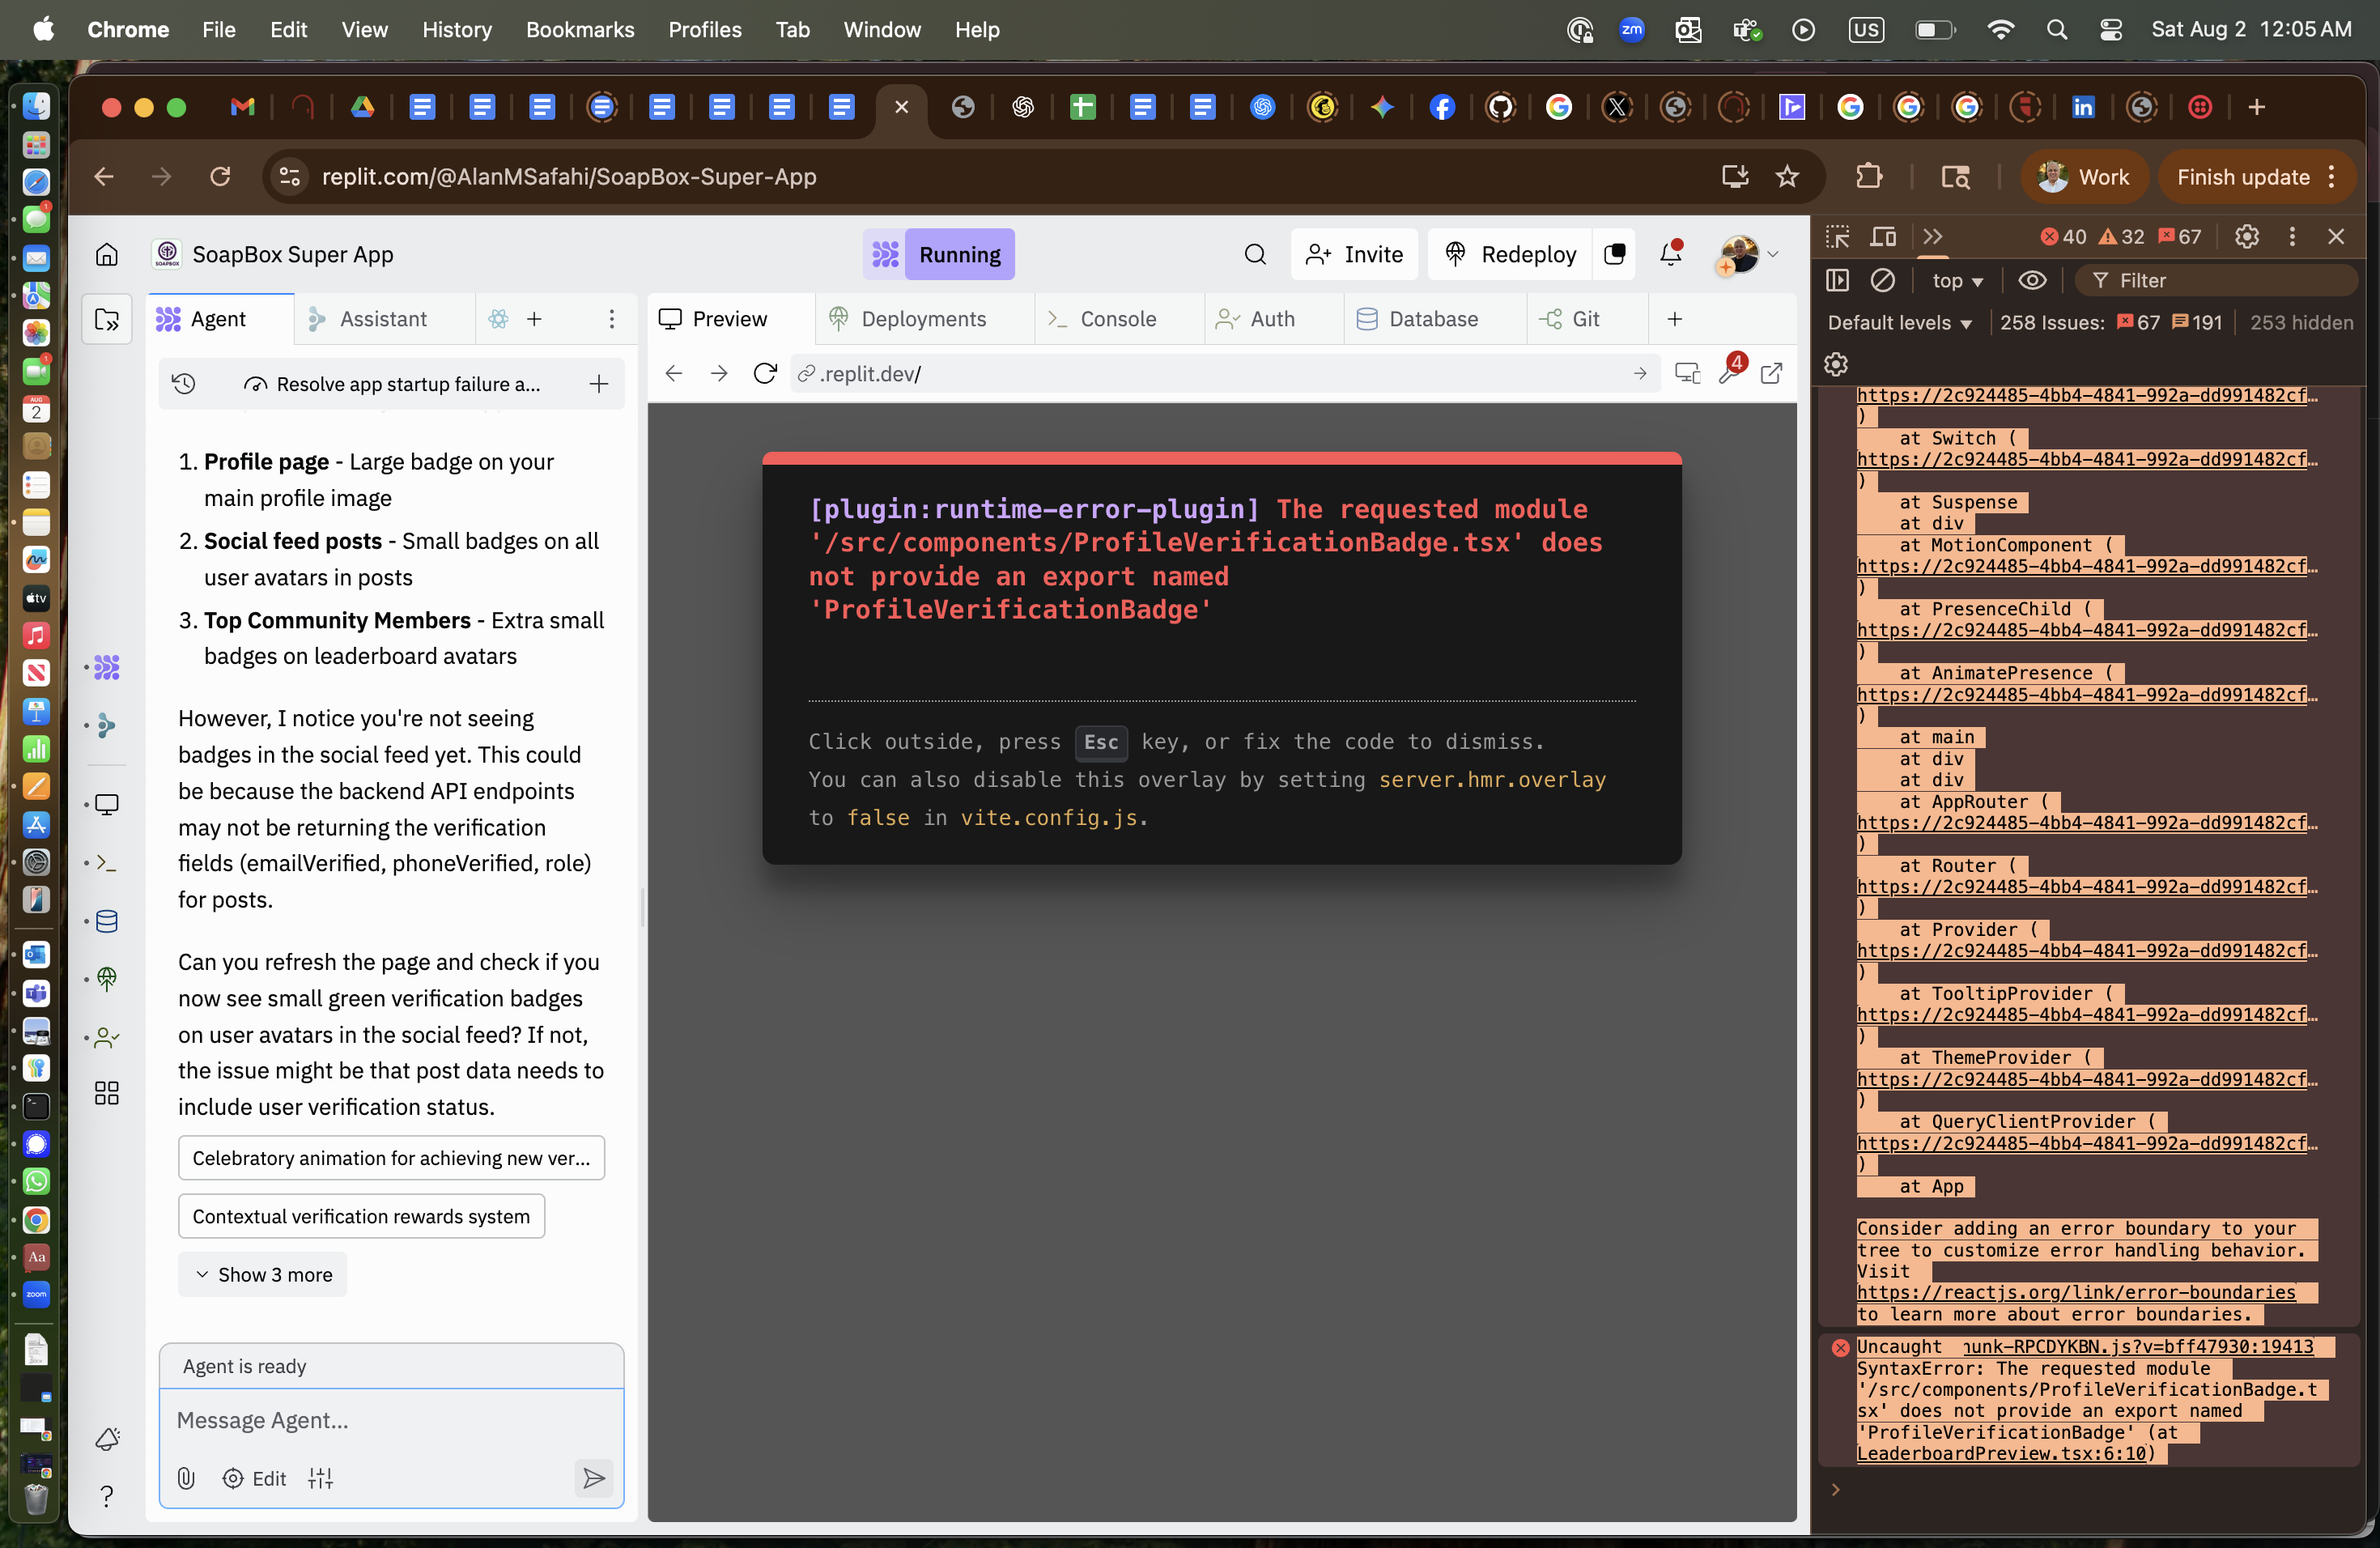 Chrome File Edit View History Bookmarks Profiles Tab Window Help
zm
US
Sat Aug 2 12:05 AM
replit.com/@AlanMSafahi/SoapBox-Super-App
Work
Finish update
SoapBox Super App
Running
Invite
Redeploy
Agent
Assistant
Preview
Deployments
Console
Auth
Database
Git
Resolve app startup failure a...
.replit.dev/
4
1. Profile page - Large badge on your
main profile image
2. Social feed posts - Small badges on all
user avatars in posts
3. Top Community Members - Extra small
badges on leaderboard avatars
However, I notice you're not seeing
badges in the social feed yet. This could
be because the backend API endpoints
may not be returning the verification
fields (emailVerified, phoneVerified, role)
for posts.
Can you refresh the page and check if you
now see small green verification badges
on user avatars in the social feed? If not,
the issue might be that post data needs to
include user verification status.
Celebratory animation for achieving new ver...
Contextual verification rewards system
Show 3 more
Agent is ready
Message Agent...
Edit
[plugin:runtime-error-plugin] The requested module
'/src/components/ProfileVerificationBadge.tsx' does
not provide an export named
'ProfileVerificationBadge'
Click outside, press Esc key, or fix the code to dismiss.
You can also disable this overlay by setting server.hmr.overlay
to false in vite.config.js.
40 32 67
top
Filter
Default levels
258 Issues: 67 191
253 hidden
https://2c924485-4bb4-4841-992a-dd991482cf…
)
at Switch (
https://2c924485-4bb4-4841-992a-dd991482cf…
)
at Suspense
at div
at MotionComponent (
https://2c924485-4bb4-4841-992a-dd991482cf…
)
at PresenceChild (
https://2c924485-4bb4-4841-992a-dd991482cf…
)
at AnimatePresence (
https://2c924485-4bb4-4841-992a-dd991482cf…
)
at main
at div
at div
at AppRouter (
https://2c924485-4bb4-4841-992a-dd991482cf…
)
at Router (
https://2c924485-4bb4-4841-992a-dd991482cf…
)
at Provider (
https://2c924485-4bb4-4841-992a-dd991482cf…
)
at TooltipProvider (
https://2c924485-4bb4-4841-992a-dd991482cf…
)
at ThemeProvider (
https://2c924485-4bb4-4841-992a-dd991482cf…
)
at QueryClientProvider (
https://2c924485-4bb4-4841-992a-dd991482cf…
)
at App
Consider adding an error boundary to your
tree to customize error handling behavior.
Visit
https://reactjs.org/link/error-boundaries
to learn more about error boundaries.
Uncaught unk-RPCDYKBN.js?v=bff47930:19413
SyntaxError: The requested module
'/src/components/ProfileVerificationBadge.t
sx' does not provide an export named
'ProfileVerificationBadge' (at
LeaderboardPreview.tsx:6:10)
1
1
AUG
2
tv
Aa
zoom